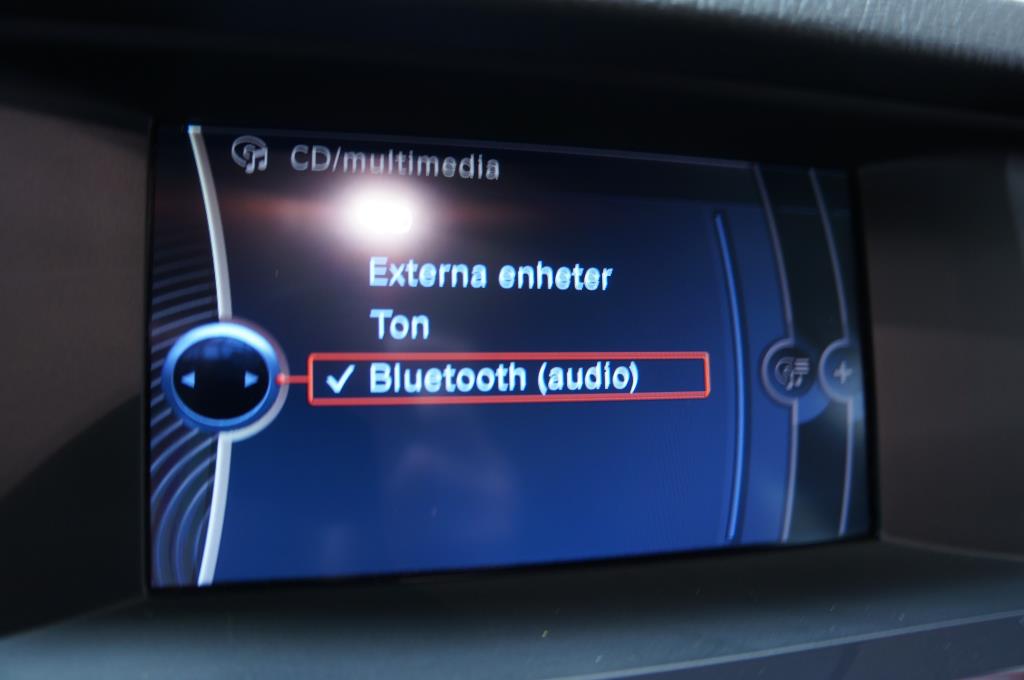 CD/multimedia
Externa enheter
Ton
Bluetooth (audio)